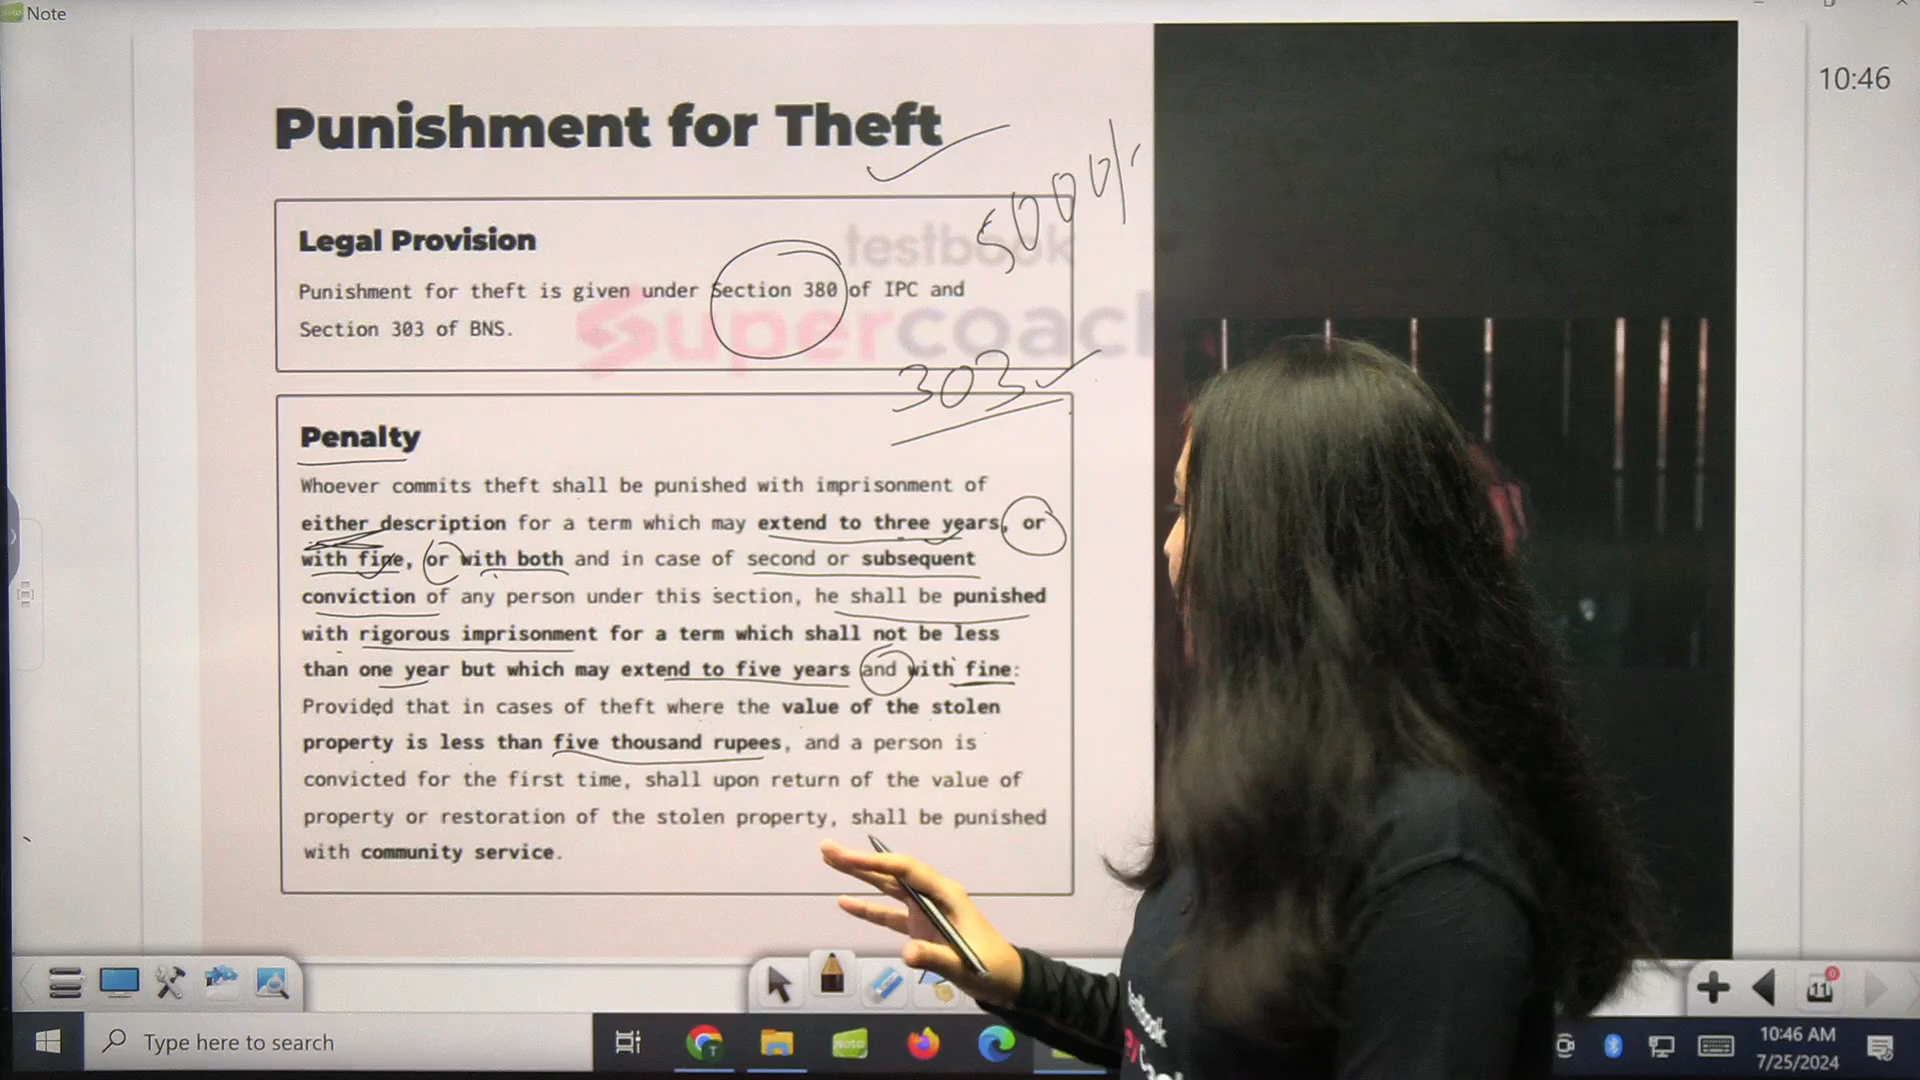 Note
10:46
Punishment for Theft
5000/-
Legal Provision
testbook
Punishment for theft is given under Section 380 of IPC and
Section 303 of BNS.
Supercoach
303
Penalty
Whoever commits theft shall be punished with imprisonment of
either description for a term which may extend to three years, or
with fine, or with both and in case of second or subsequent
conviction of any person under this section, he shall be punished
with rigorous imprisonment for a term which shall not be less
than one year but which may extend to five years and with fine:
Provided that in cases of theft where the value of the stolen
property is less than five thousand rupees, and a person is
convicted for the first time, shall upon return of the value of
property or restoration of the stolen property, shall be punished
with community service.
0
11
Type here to search
T
Note
10:46 AM
7/25/2024
testbook